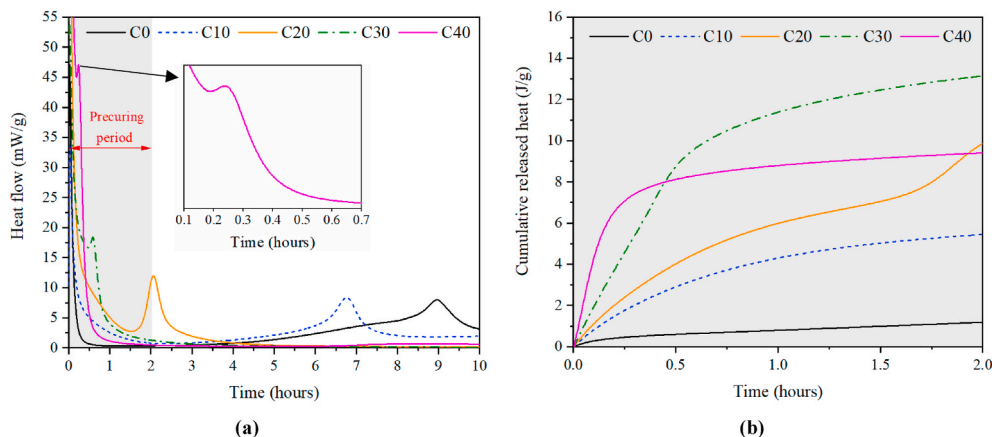 C0 C10 C20 C30 C40
Precuring
period
Heat flow (mW/g)
55
50
45
40
35
30
25
20
15
10
5
0
0.1 0.2 0.3 0.4 0.5 0.6 0.7
Time (hours)
0 1 2 3 4 5 6 7 8 9 10
Time (hours)
(a)
C0 C10 C20 C30 C40
Cumulative released heat (J/g)
16
14
12
10
8
6
4
2
0
0.0 0.5 1.0 1.5 2.0
Time (hours)
(b)